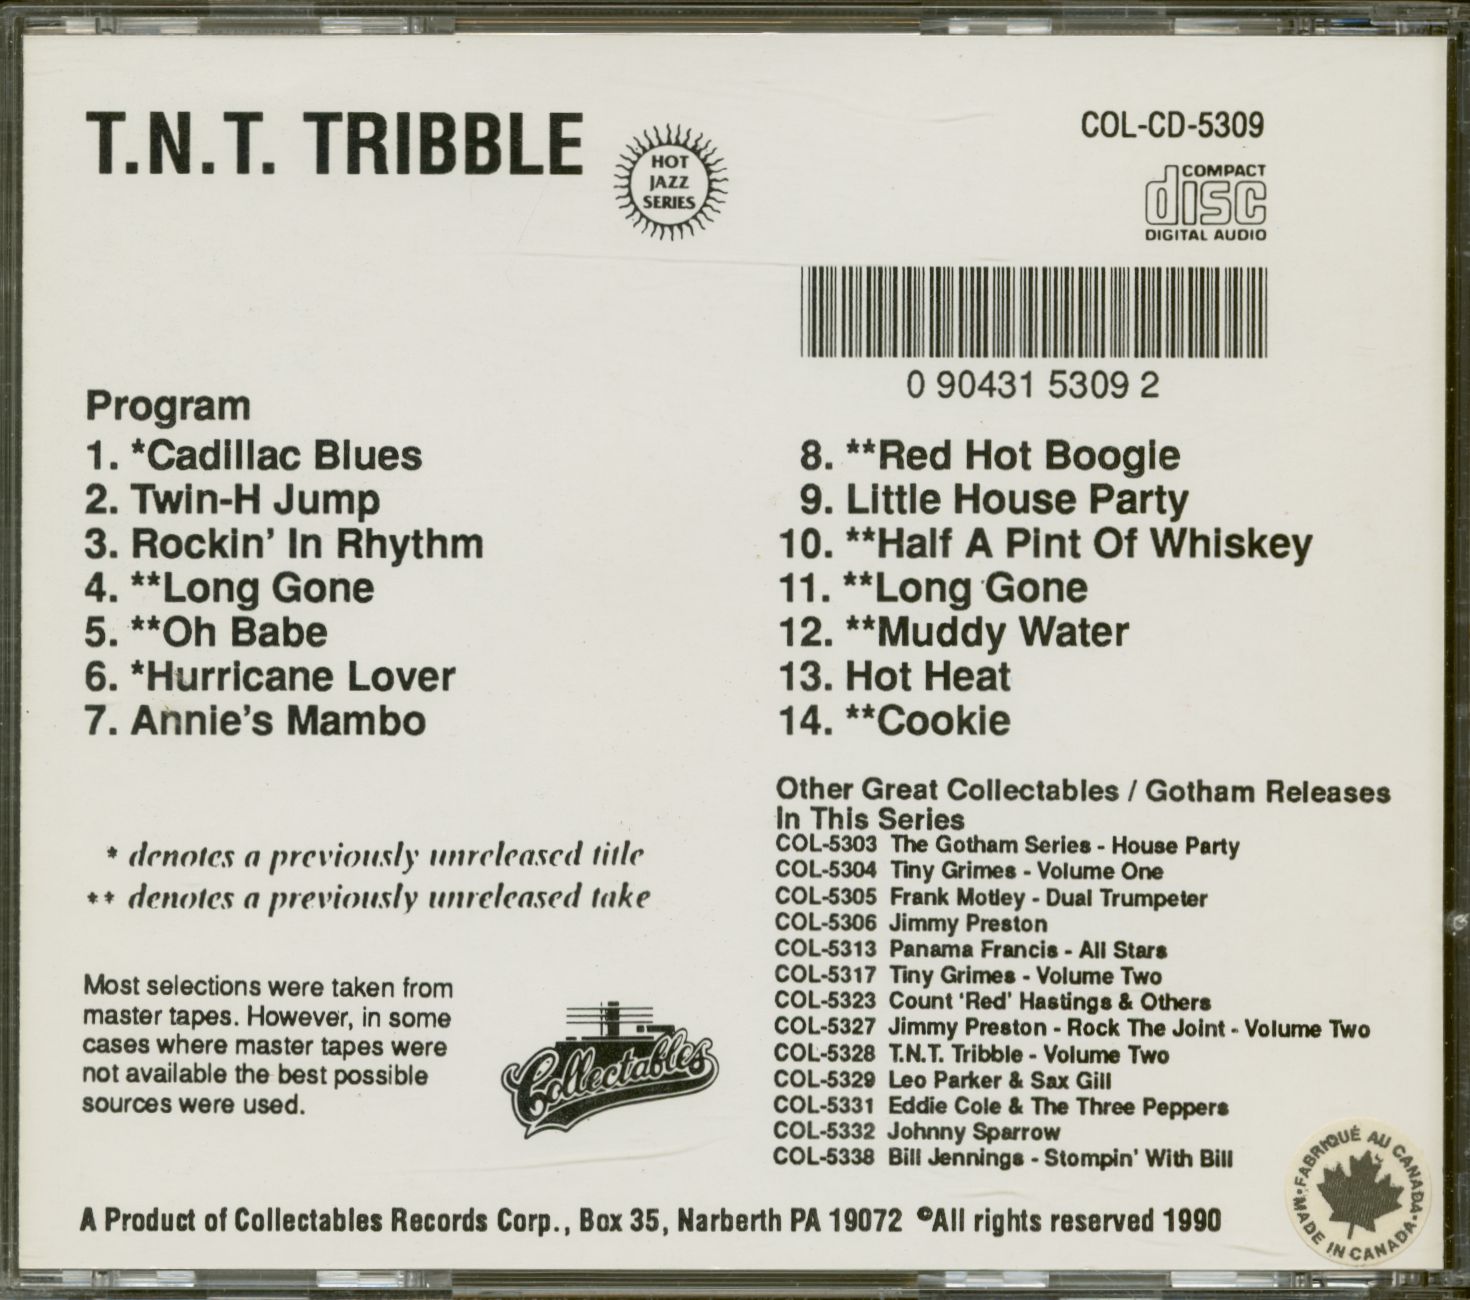 T.N.T. TRIBBLE
HOT
JAZZ
SERIES
COL-CD-5309
COMPACT
disc
DIGITAL AUDIO
0 90431 5309 2
Program
1. *Cadillac Blues
2. Twin-H Jump
3. Rockin' In Rhythm
4. **Long Gone
5. **Oh Babe
6. *Hurricane Lover
7. Annie's Mambo
8. **Red Hot Boogie
9. Little House Party
10. **Half A Pint Of Whiskey
11. **Long Gone
12. **Muddy Water
13. Hot Heat
14. **Cookie
* denotes a previously unreleased title
** denotes a previously unreleased take
Most selections were taken from
master tapes. However, in some
cases where master tapes were
not available the best possible
sources were used.
Collectables
Other Great Collectables / Gotham Releases
In This Series
COL-5303 The Gotham Series - House Party
COL-5304 Tiny Grimes - Volume One
COL-5305 Frank Motley - Dual Trumpeter
COL-5306 Jimmy Preston
COL-5313 Panama Francis - All Stars
COL-5317 Tiny Grimes - Volume Two
COL-5323 Count 'Red' Hastings & Others
COL-5327 Jimmy Preston - Rock The Joint - Volume Two
COL-5328 T.N.T. Tribble - Volume Two
COL-5329 Leo Parker & Sax Gill
COL-5331 Eddie Cole & The Three Peppers
COL-5332 Johnny Sparrow
COL-5338 Bill Jennings - Stompin' With Bill
A Product of Collectables Records Corp., Box 35, Narberth PA 19072 ©All rights reserved 1990
FABRIQUÉ AU CANADA
MADE IN CANADA